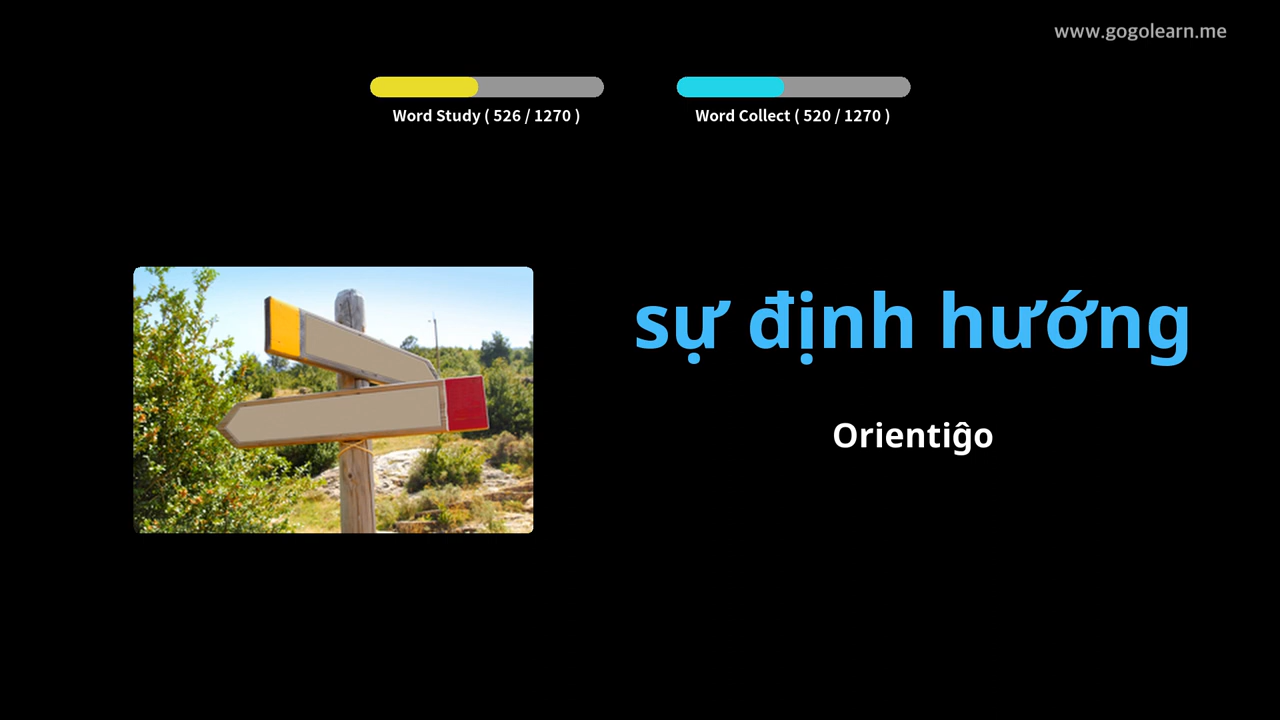 www.gogolearn.me
Word Study ( 526 / 1270 )
Word Collect ( 520 / 1270 )
sự định hướng
Orientiĝo